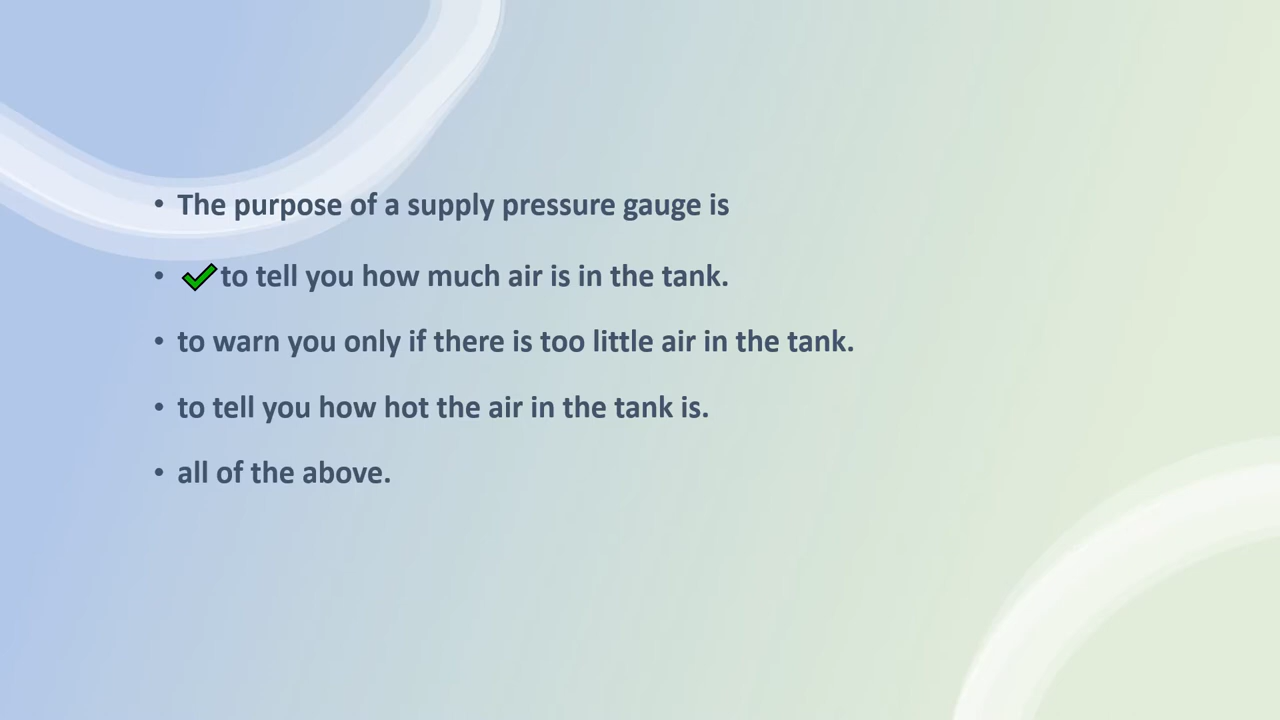 • The purpose of a supply pressure gauge is
• ✔to tell you how much air is in the tank.
• to warn you only if there is too little air in the tank.
• to tell you how hot the air in the tank is.
• all of the above.